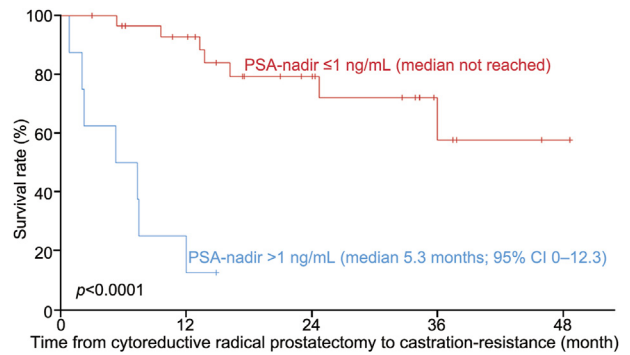 100
80
60
40
20
0
Survival rate (%)
PSA-nadir ≤1 ng/mL (median not reached)
PSA-nadir >1 ng/mL (median 5.3 months; 95% CI 0–12.3)
p<0.0001
0 12 24 36 48
Time from cytoreductive radical prostatectomy to castration-resistance (month)